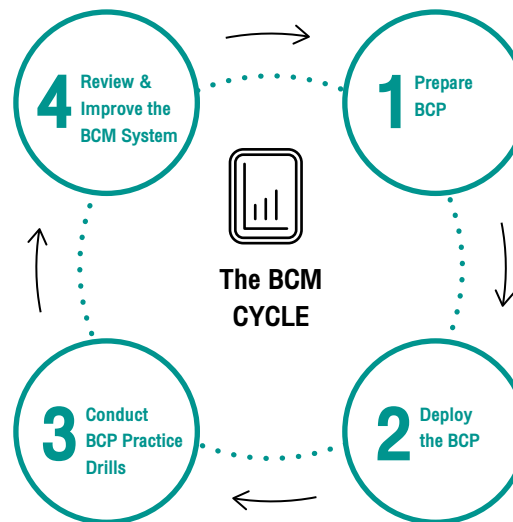 4 Review &
Improve the
BCM System
1 Prepare
BCP
The BCM
CYCLE
3 Conduct
BCP Practice
Drills
2 Deploy
the BCP